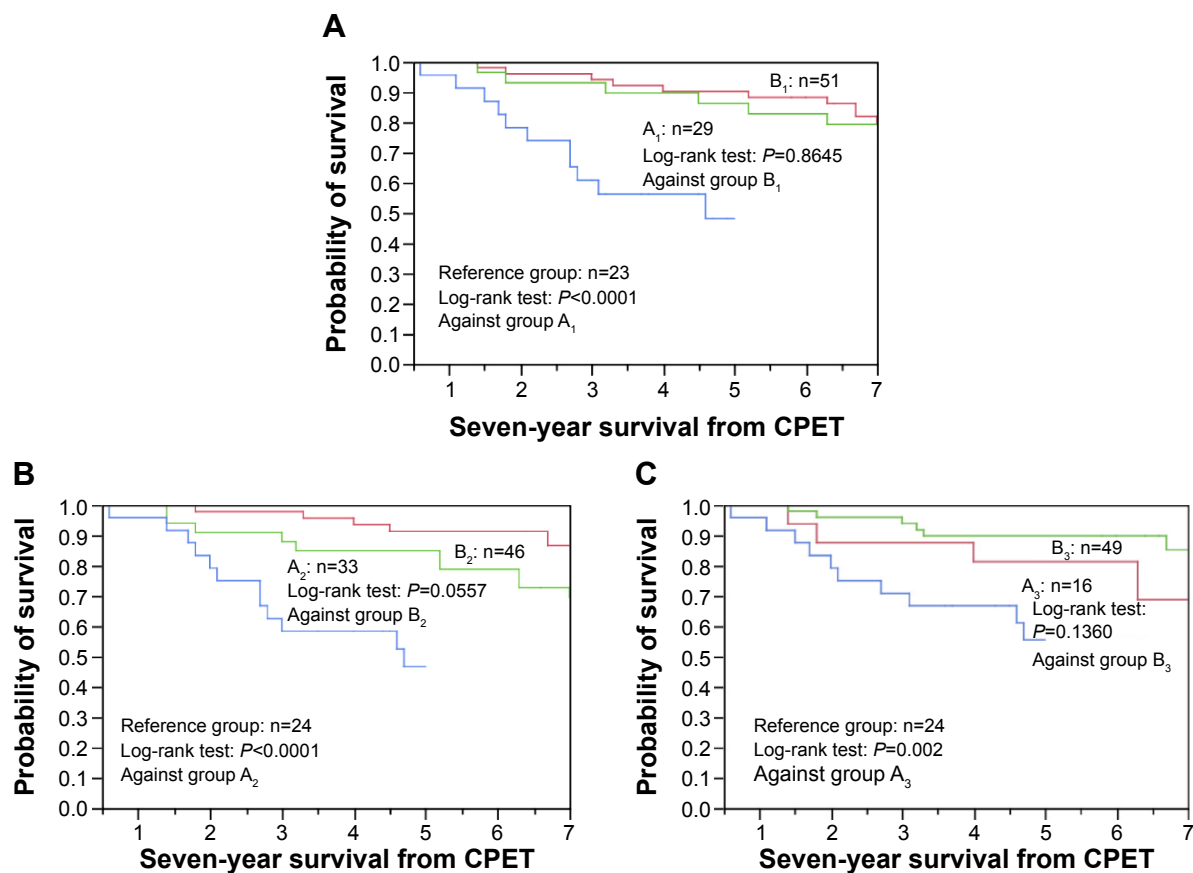 A
Probability of survival
1.0
0.9
0.8
0.7
0.6
0.5
0.4
0.3
0.2
0.1
0.0
B₁: n=51
A₁: n=29
Log-rank test: P=0.8645
Against group B₁
Reference group: n=23
Log-rank test: P<0.0001
Against group A₁
1 2 3 4 5 6 7
Seven-year survival from CPET
B
Probability of survival
1.0
0.9
0.8
0.7
0.6
0.5
0.4
0.3
0.2
0.1
0.0
B₂: n=46
A₂: n=33
Log-rank test: P=0.0557
Against group B₂
Reference group: n=24
Log-rank test: P<0.0001
Against group A₂
1 2 3 4 5 6 7
Seven-year survival from CPET
C
Probability of survival
1.0
0.9
0.8
0.7
0.6
0.5
0.4
0.3
0.2
0.1
0.0
B₃: n=49
A₃: n=16
Log-rank test:
P=0.1360
Against group B₃
Reference group: n=24
Log-rank test: P=0.002
Against group A₃
1 2 3 4 5 6 7
Seven-year survival from CPET